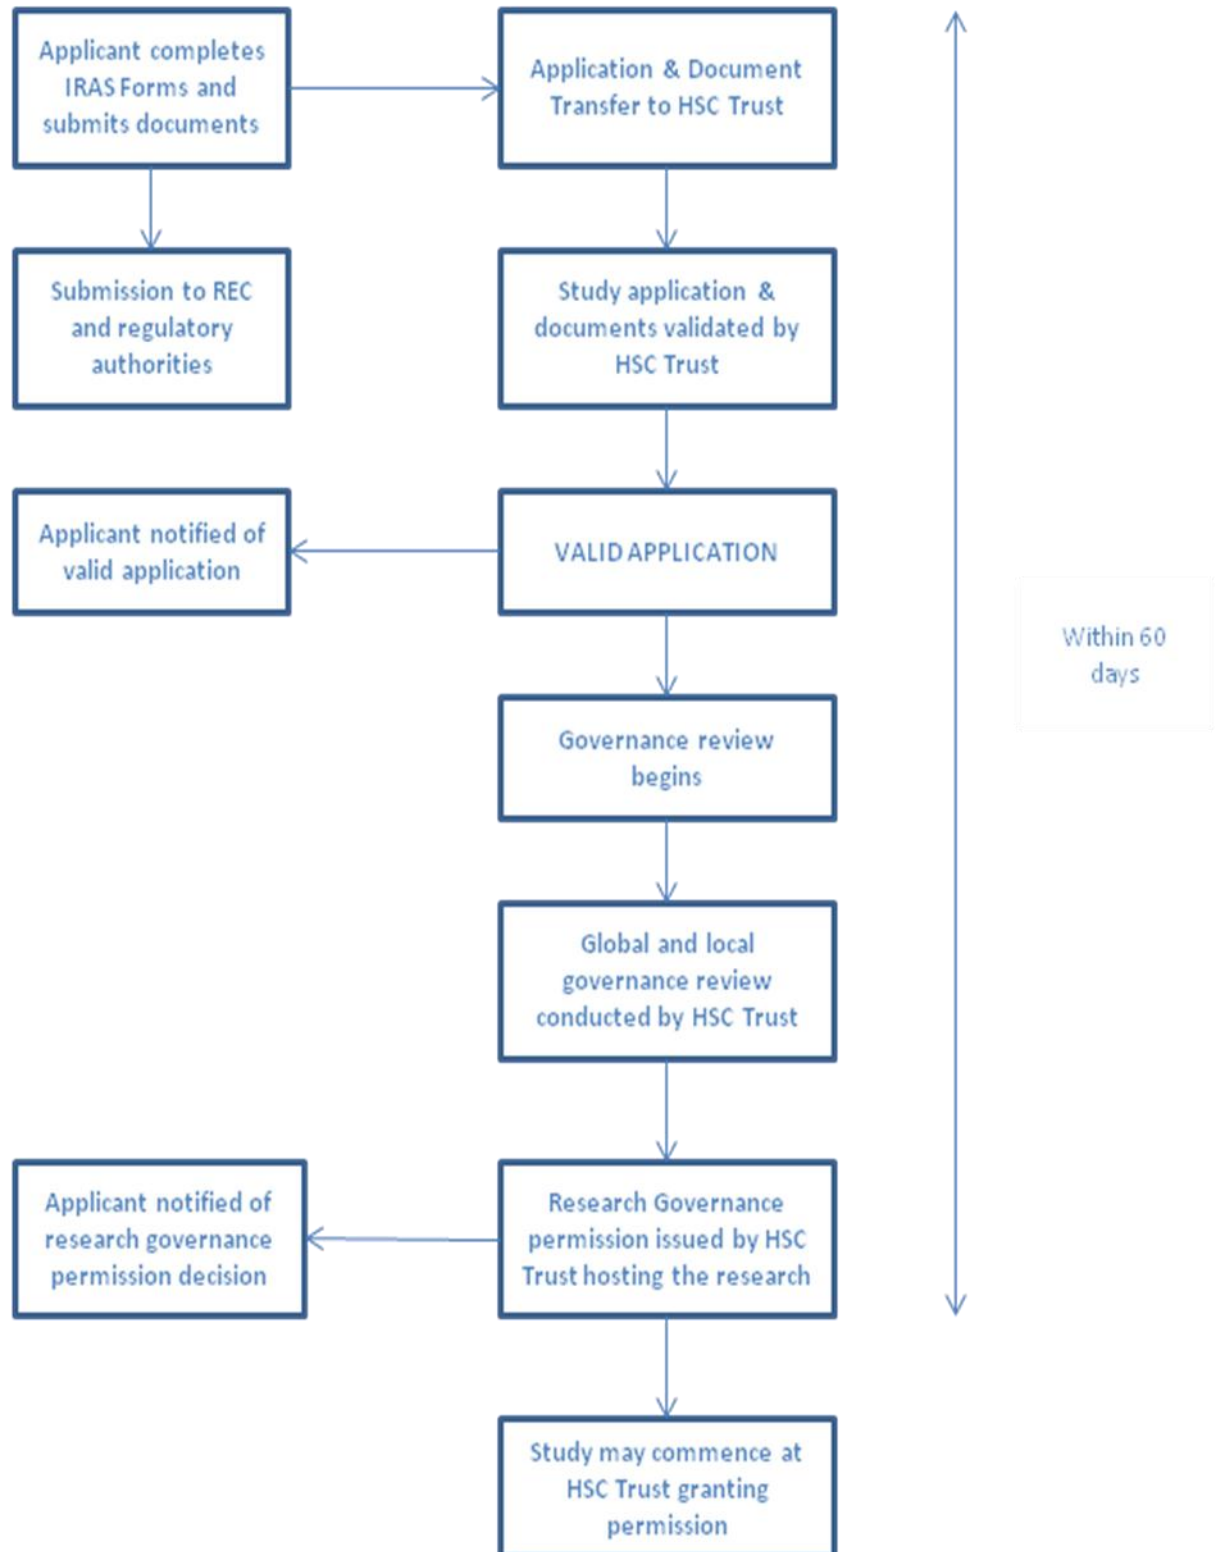 Applicant completes
IRAS Forms and
submits documents
Application & Document
Transfer to HSC Trust
Submission to REC
and regulatory
authorities
Study application &
documents validated by
HSC Trust
Applicant notified of
valid application
VALID APPLICATION
Within 60
days
Governance review
begins
Global and local
governance review
conducted by HSC Trust
Applicant notified of
research governance
permission decision
Research Governance
permission issued by HSC
Trust hosting the research
Study may commence at
HSC Trust granting
permission